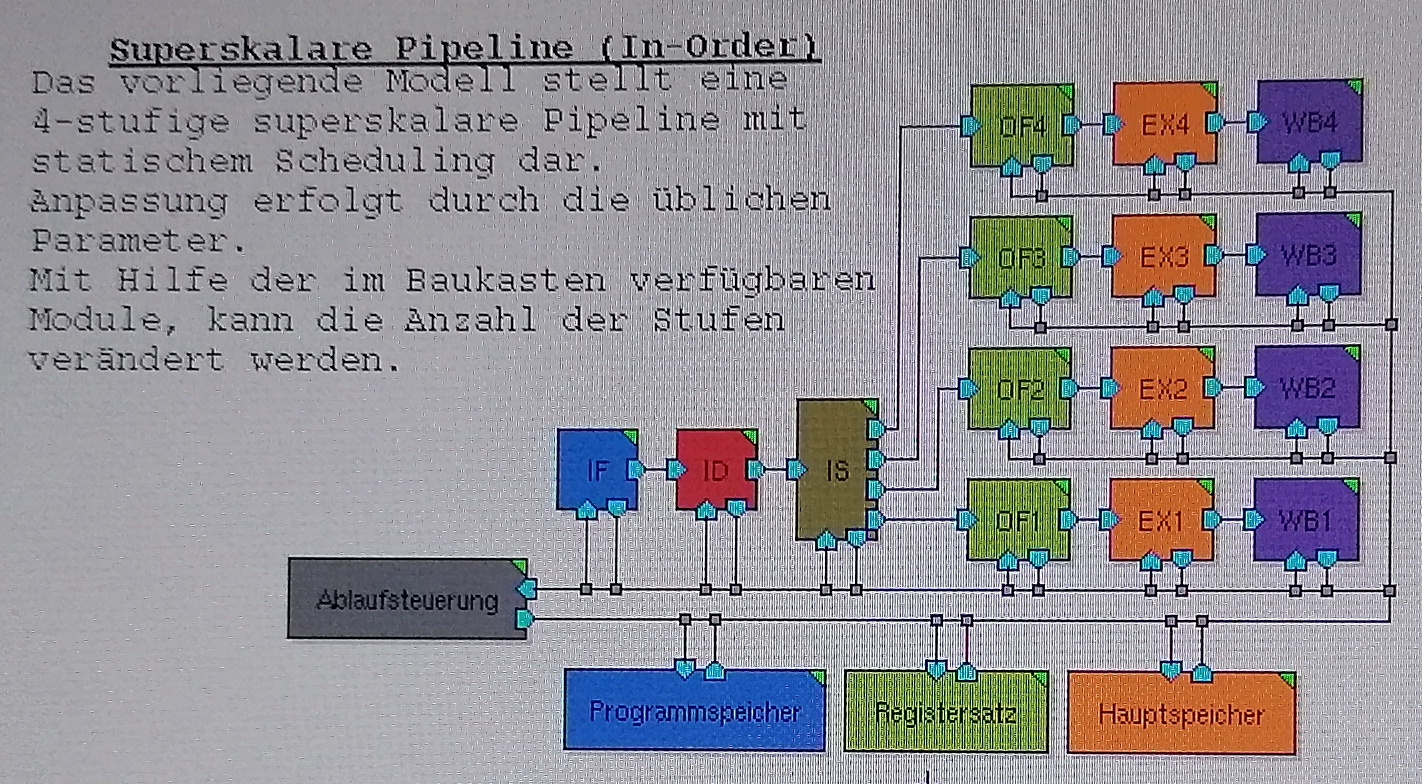 Superskalare Pipeline (In-Order)
Das vorliegende Modell stellt eine
4-stufige superskalare Pipeline mit
statischem Scheduling dar.
Anpassung erfolgt durch die üblichen
Parameter.
Mit Hilfe der im Baukasten verfügbaren
Module, kann die Anzahl der Stufen
verändert werden.
OF4 EX4 WB4
OF3 EX3 WB3
OF2 EX2 WB2
IF ID IS
OF1 EX1 WB1
Ablaufsteuerung
Programmspeicher Registersatz Hauptspeicher